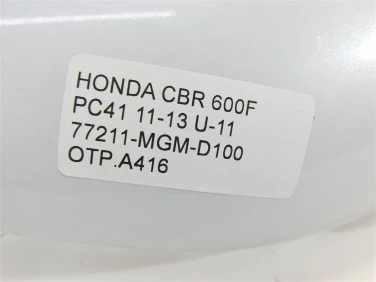 HONDA CBR 600F
PC41 11-13 U-11
77211-MGM-D100
OTP.A416